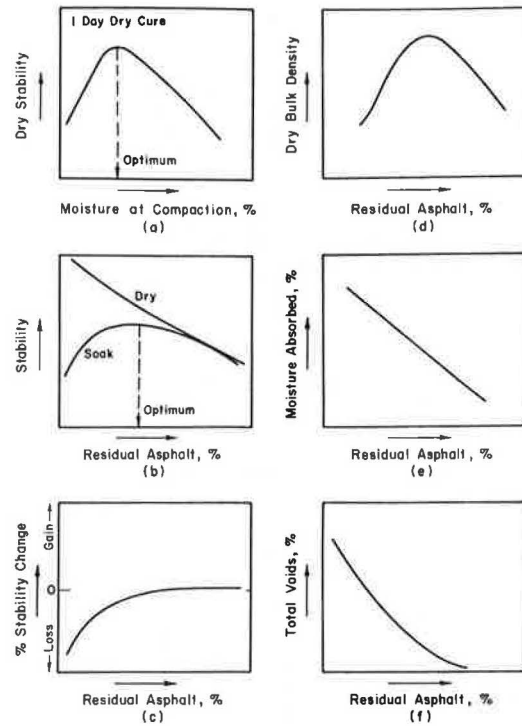 1 Day Dry Cure
Dry Stability
Optimum
Moisture at Compaction, %
(a)
Dry Bulk Density
Residual Asphalt, %
(d)
Stability
Dry
Soak
Optimum
Residual Asphalt, %
(b)
Moisture Absorbed, %
Residual Asphalt, %
(e)
% Stability Change
Gain
0
Loss
Residual Asphalt, %
(c)
Total Voids, %
Residual Asphalt, %
(f)